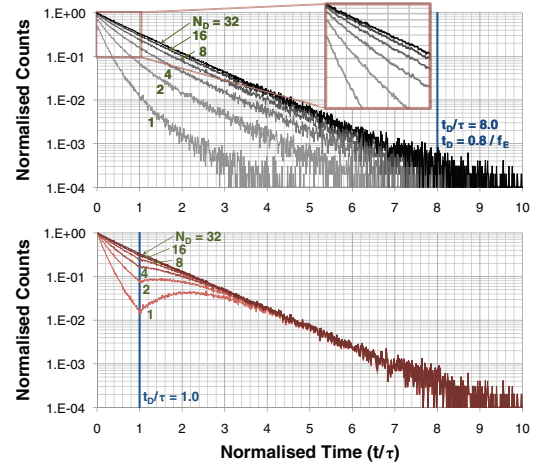 Normalised Counts
1.E+00
1.E-01
1.E-02
1.E-03
1.E-04
N_D = 32
16
8
4
2
1
t_D/τ = 8.0
t_D = 0.8 / f_E
0 1 2 3 4 5 6 7 8 9 10
Normalised Counts
1.E+00
1.E-01
1.E-02
1.E-03
1.E-04
N_D = 32
16
8
4
2
1
t_D/τ = 1.0
0 1 2 3 4 5 6 7 8 9 10
Normalised Time (t/τ)